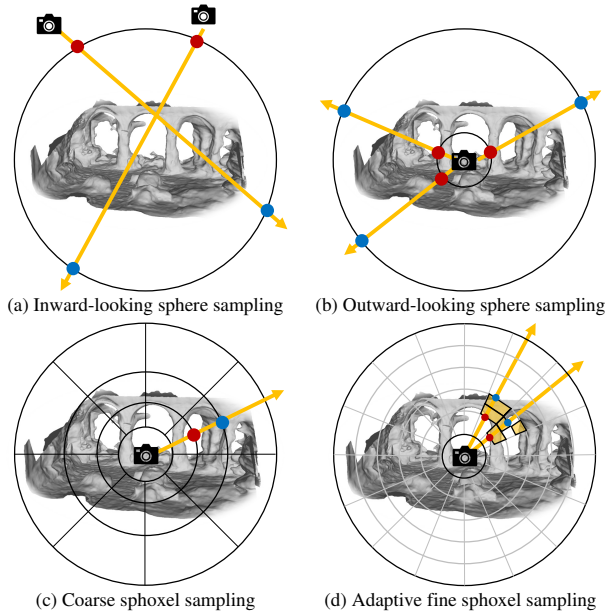 (a) Inward-looking sphere sampling
(b) Outward-looking sphere sampling
(c) Coarse sphoxel sampling
(d) Adaptive fine sphoxel sampling